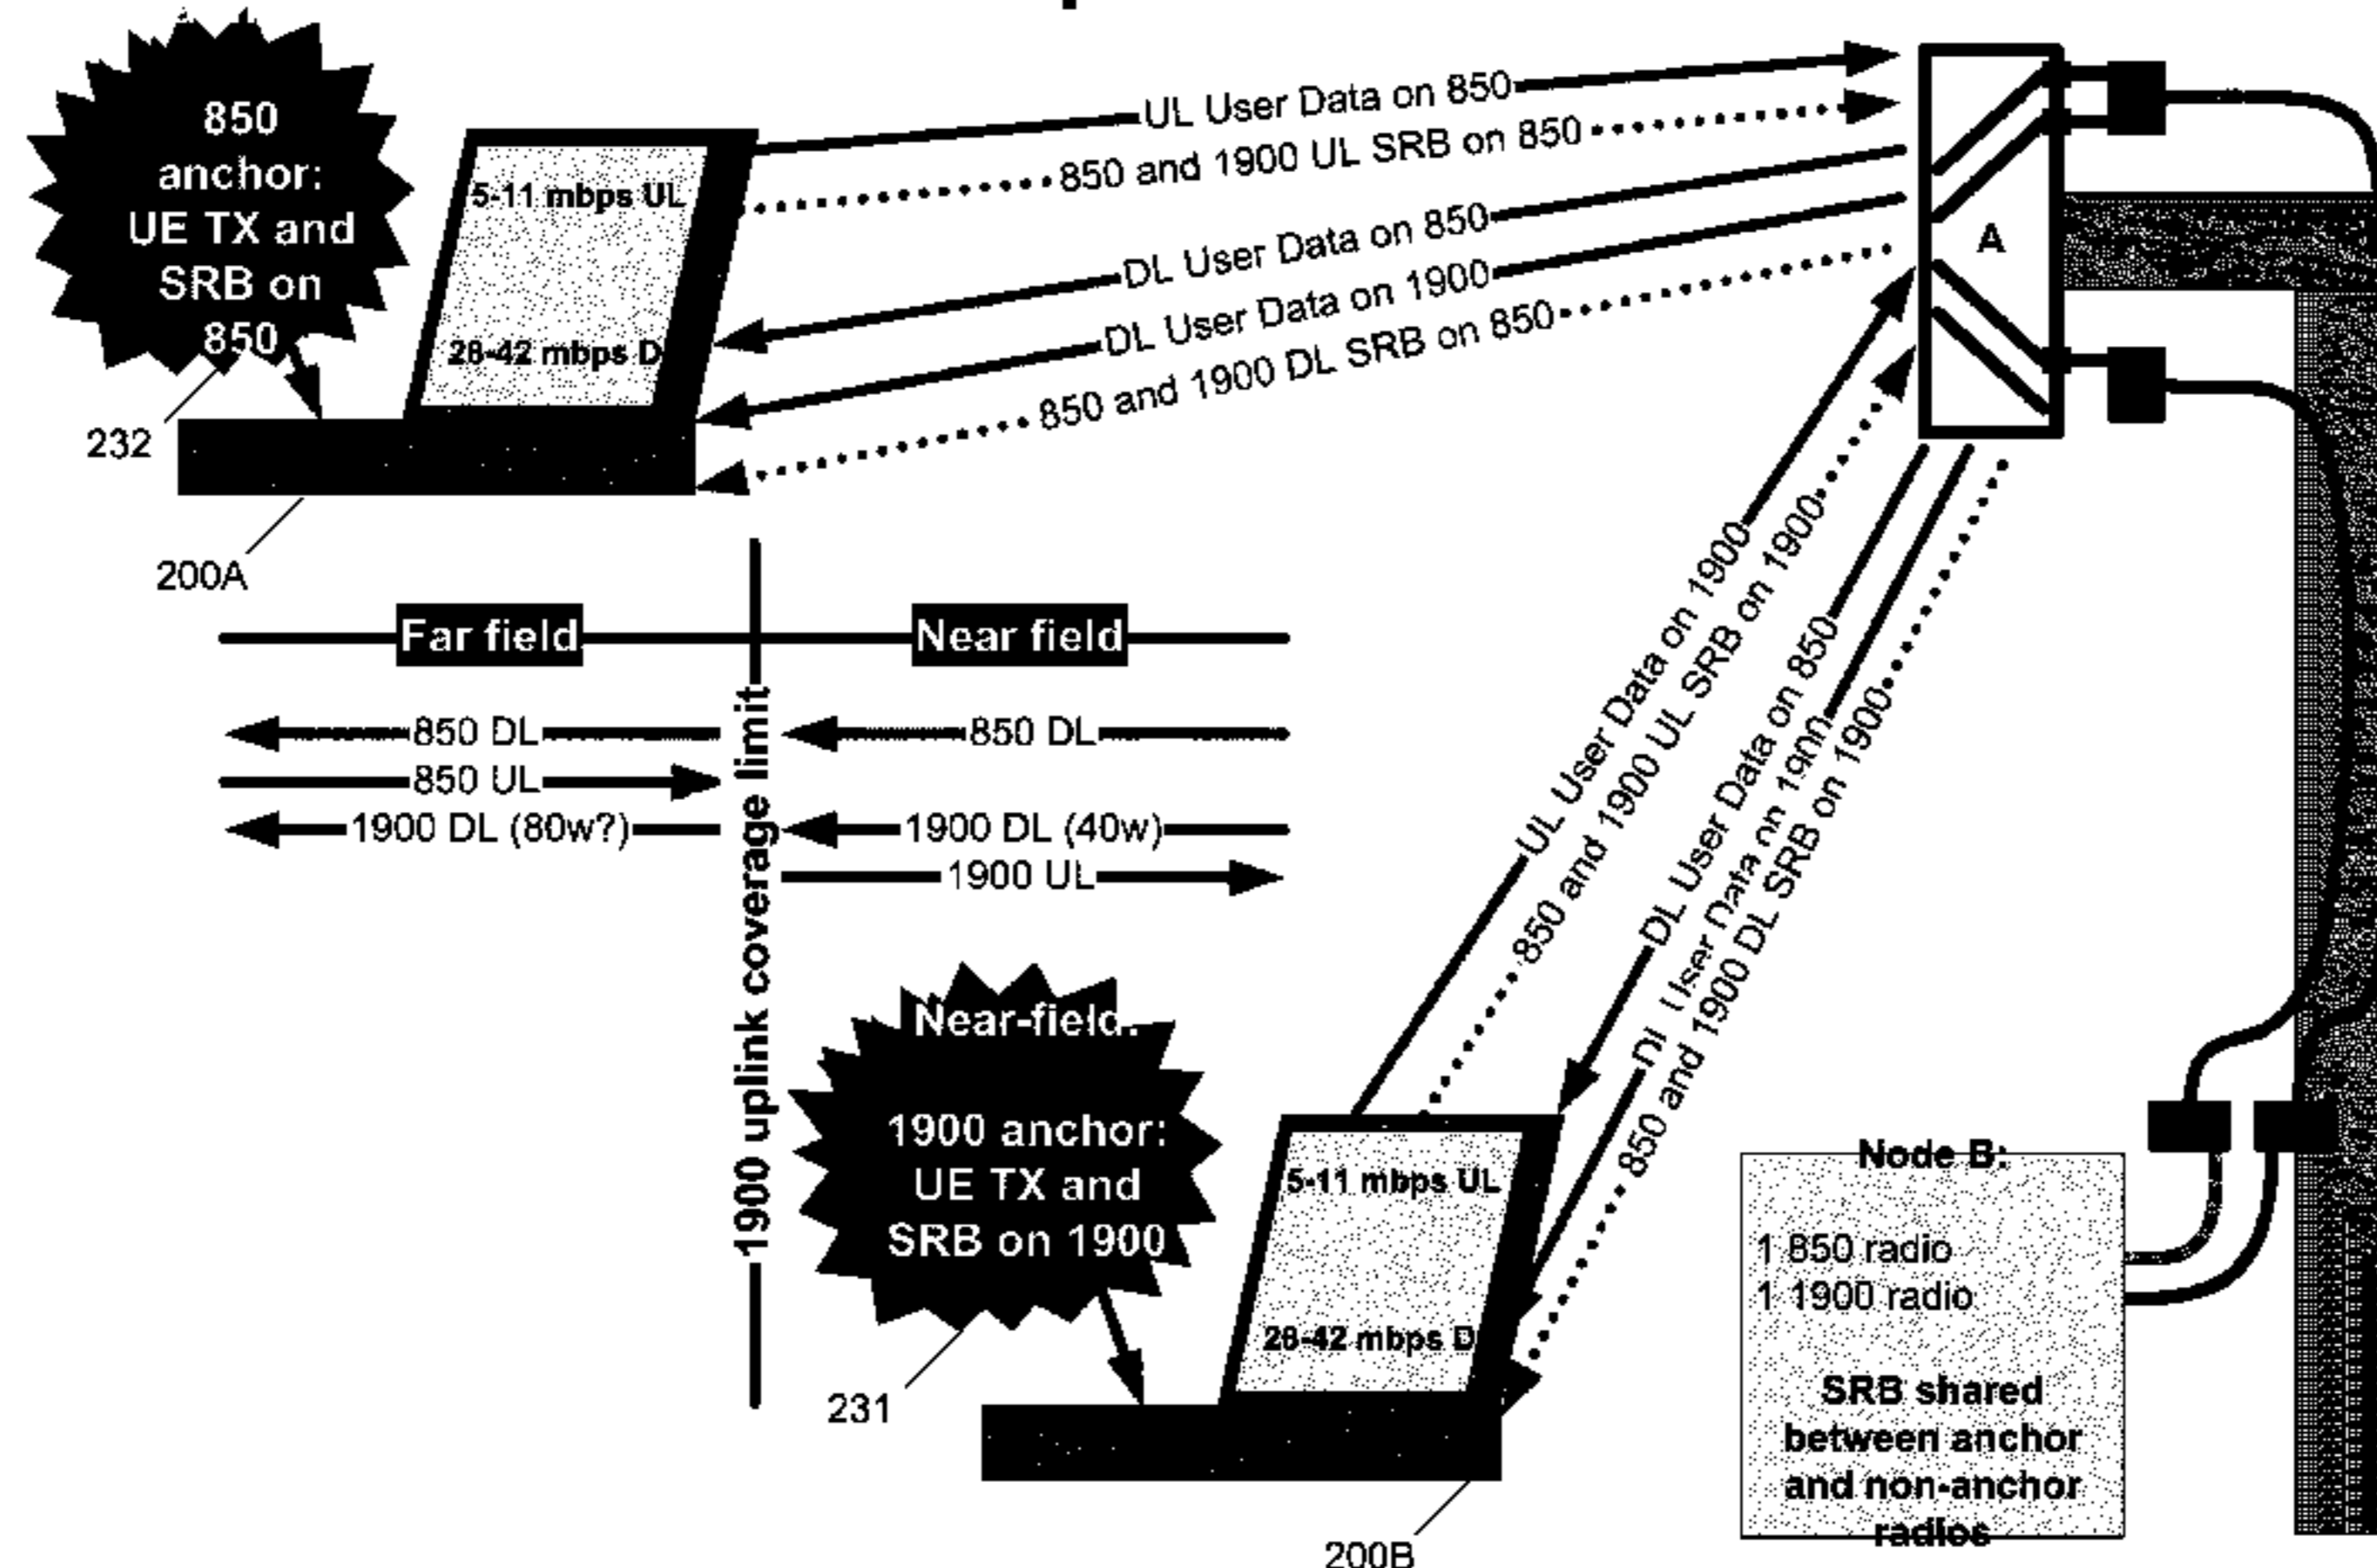 850
anchor:
UE TX and
SRB on
850
232
200A
5-11 mbps UL
28-42 mbps D
UL User Data on 850
850 and 1900 UL SRB on 850
DL User Data on 850
DL User Data on 1900
850 and 1900 DL SRB on 850
A
Far field
Near field
850 DL
850 DL
850 UL
1900 DL (80w?)
1900 DL (40w)
1900 UL
1900 uplink coverage limit
UL User Data on 1900
850 and 1900 UL SRB on 1900
DL User Data on 850
DL User Data on 1900
850 and 1900 DL SRB on 1900
Near-field:
1900 anchor:
UE TX and
SRB on 1900
231
5-11 mbps UL
28-42 mbps D
200B
Node B:
1 850 radio
1 1900 radio
SRB shared
between anchor
and non-anchor
radios